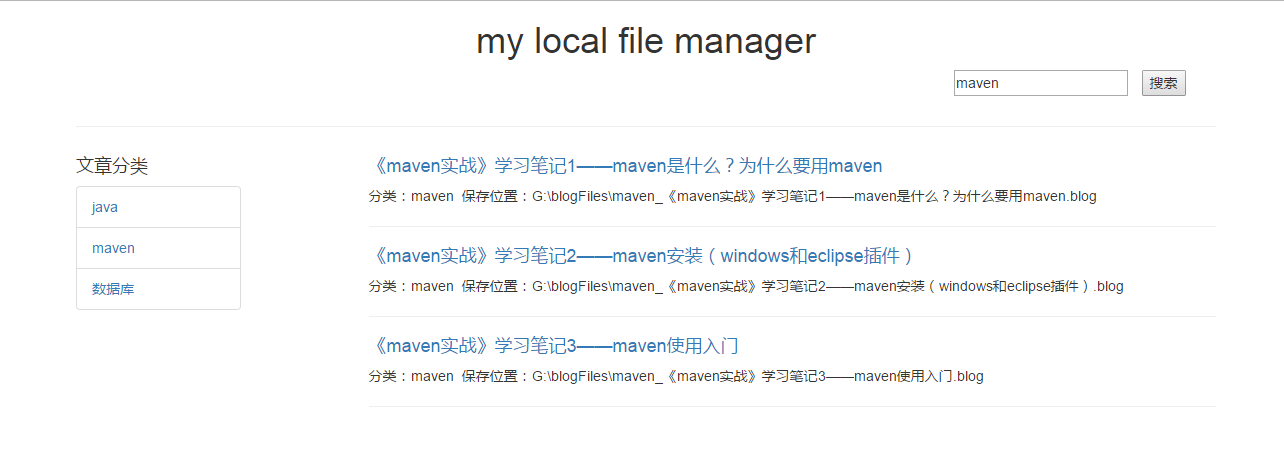 my local file manager
maven 搜索
文章分类
java
maven
数据库
《maven实战》学习笔记1——maven是什么？为什么要用maven
分类：maven 保存位置：G:\blogFiles\maven_《maven实战》学习笔记1——maven是什么？为什么要用maven.blog
《maven实战》学习笔记2——maven安装（windows和eclipse插件）
分类：maven 保存位置：G:\blogFiles\maven_《maven实战》学习笔记2——maven安装（windows和eclipse插件）.blog
《maven实战》学习笔记3——maven使用入门
分类：maven 保存位置：G:\blogFiles\maven_《maven实战》学习笔记3——maven使用入门.blog